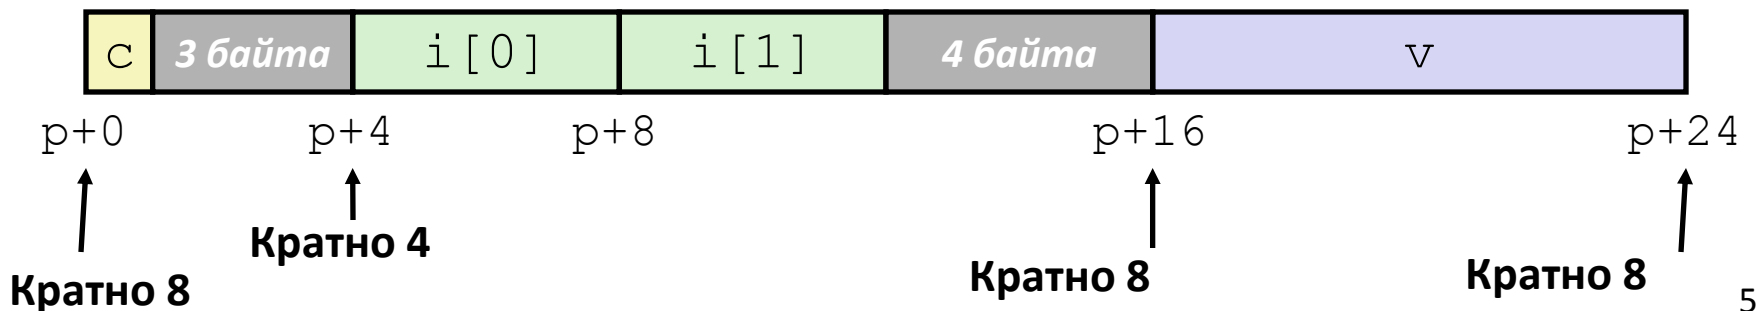 c 3 байта i[0] i[1] 4 байта v
p+0 p+4 p+8 p+16 p+24
Кратно 4
Кратно 8 Кратно 8 Кратно 8
5